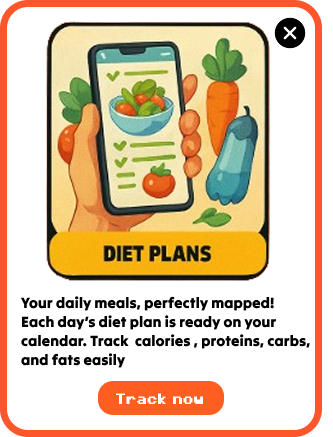 DIET PLANS
Your daily meals, perfectly mapped!
Each day's diet plan is ready on your
calendar. Track  calories , proteins, carbs,
and fats easily
Track now